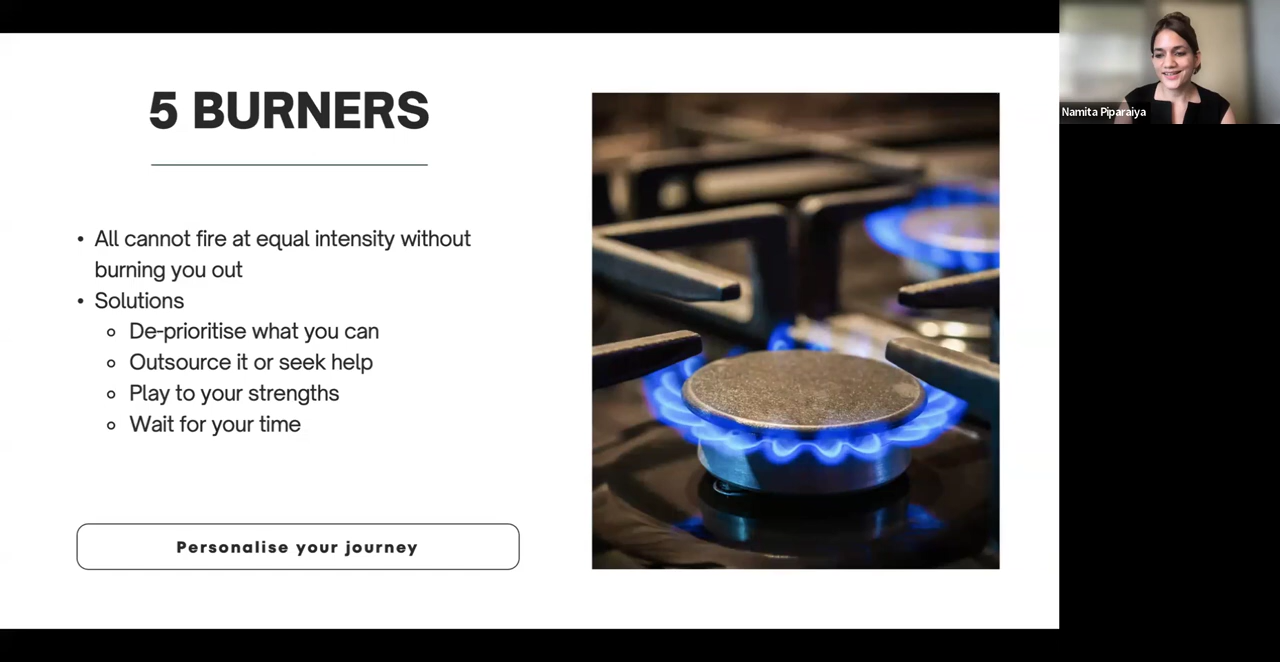 5 BURNERS
• All cannot fire at equal intensity without
burning you out
• Solutions
◦ De-prioritise what you can
◦ Outsource it or seek help
◦ Play to your strengths
◦ Wait for your time
Personalise your journey
Namita Piparaiya